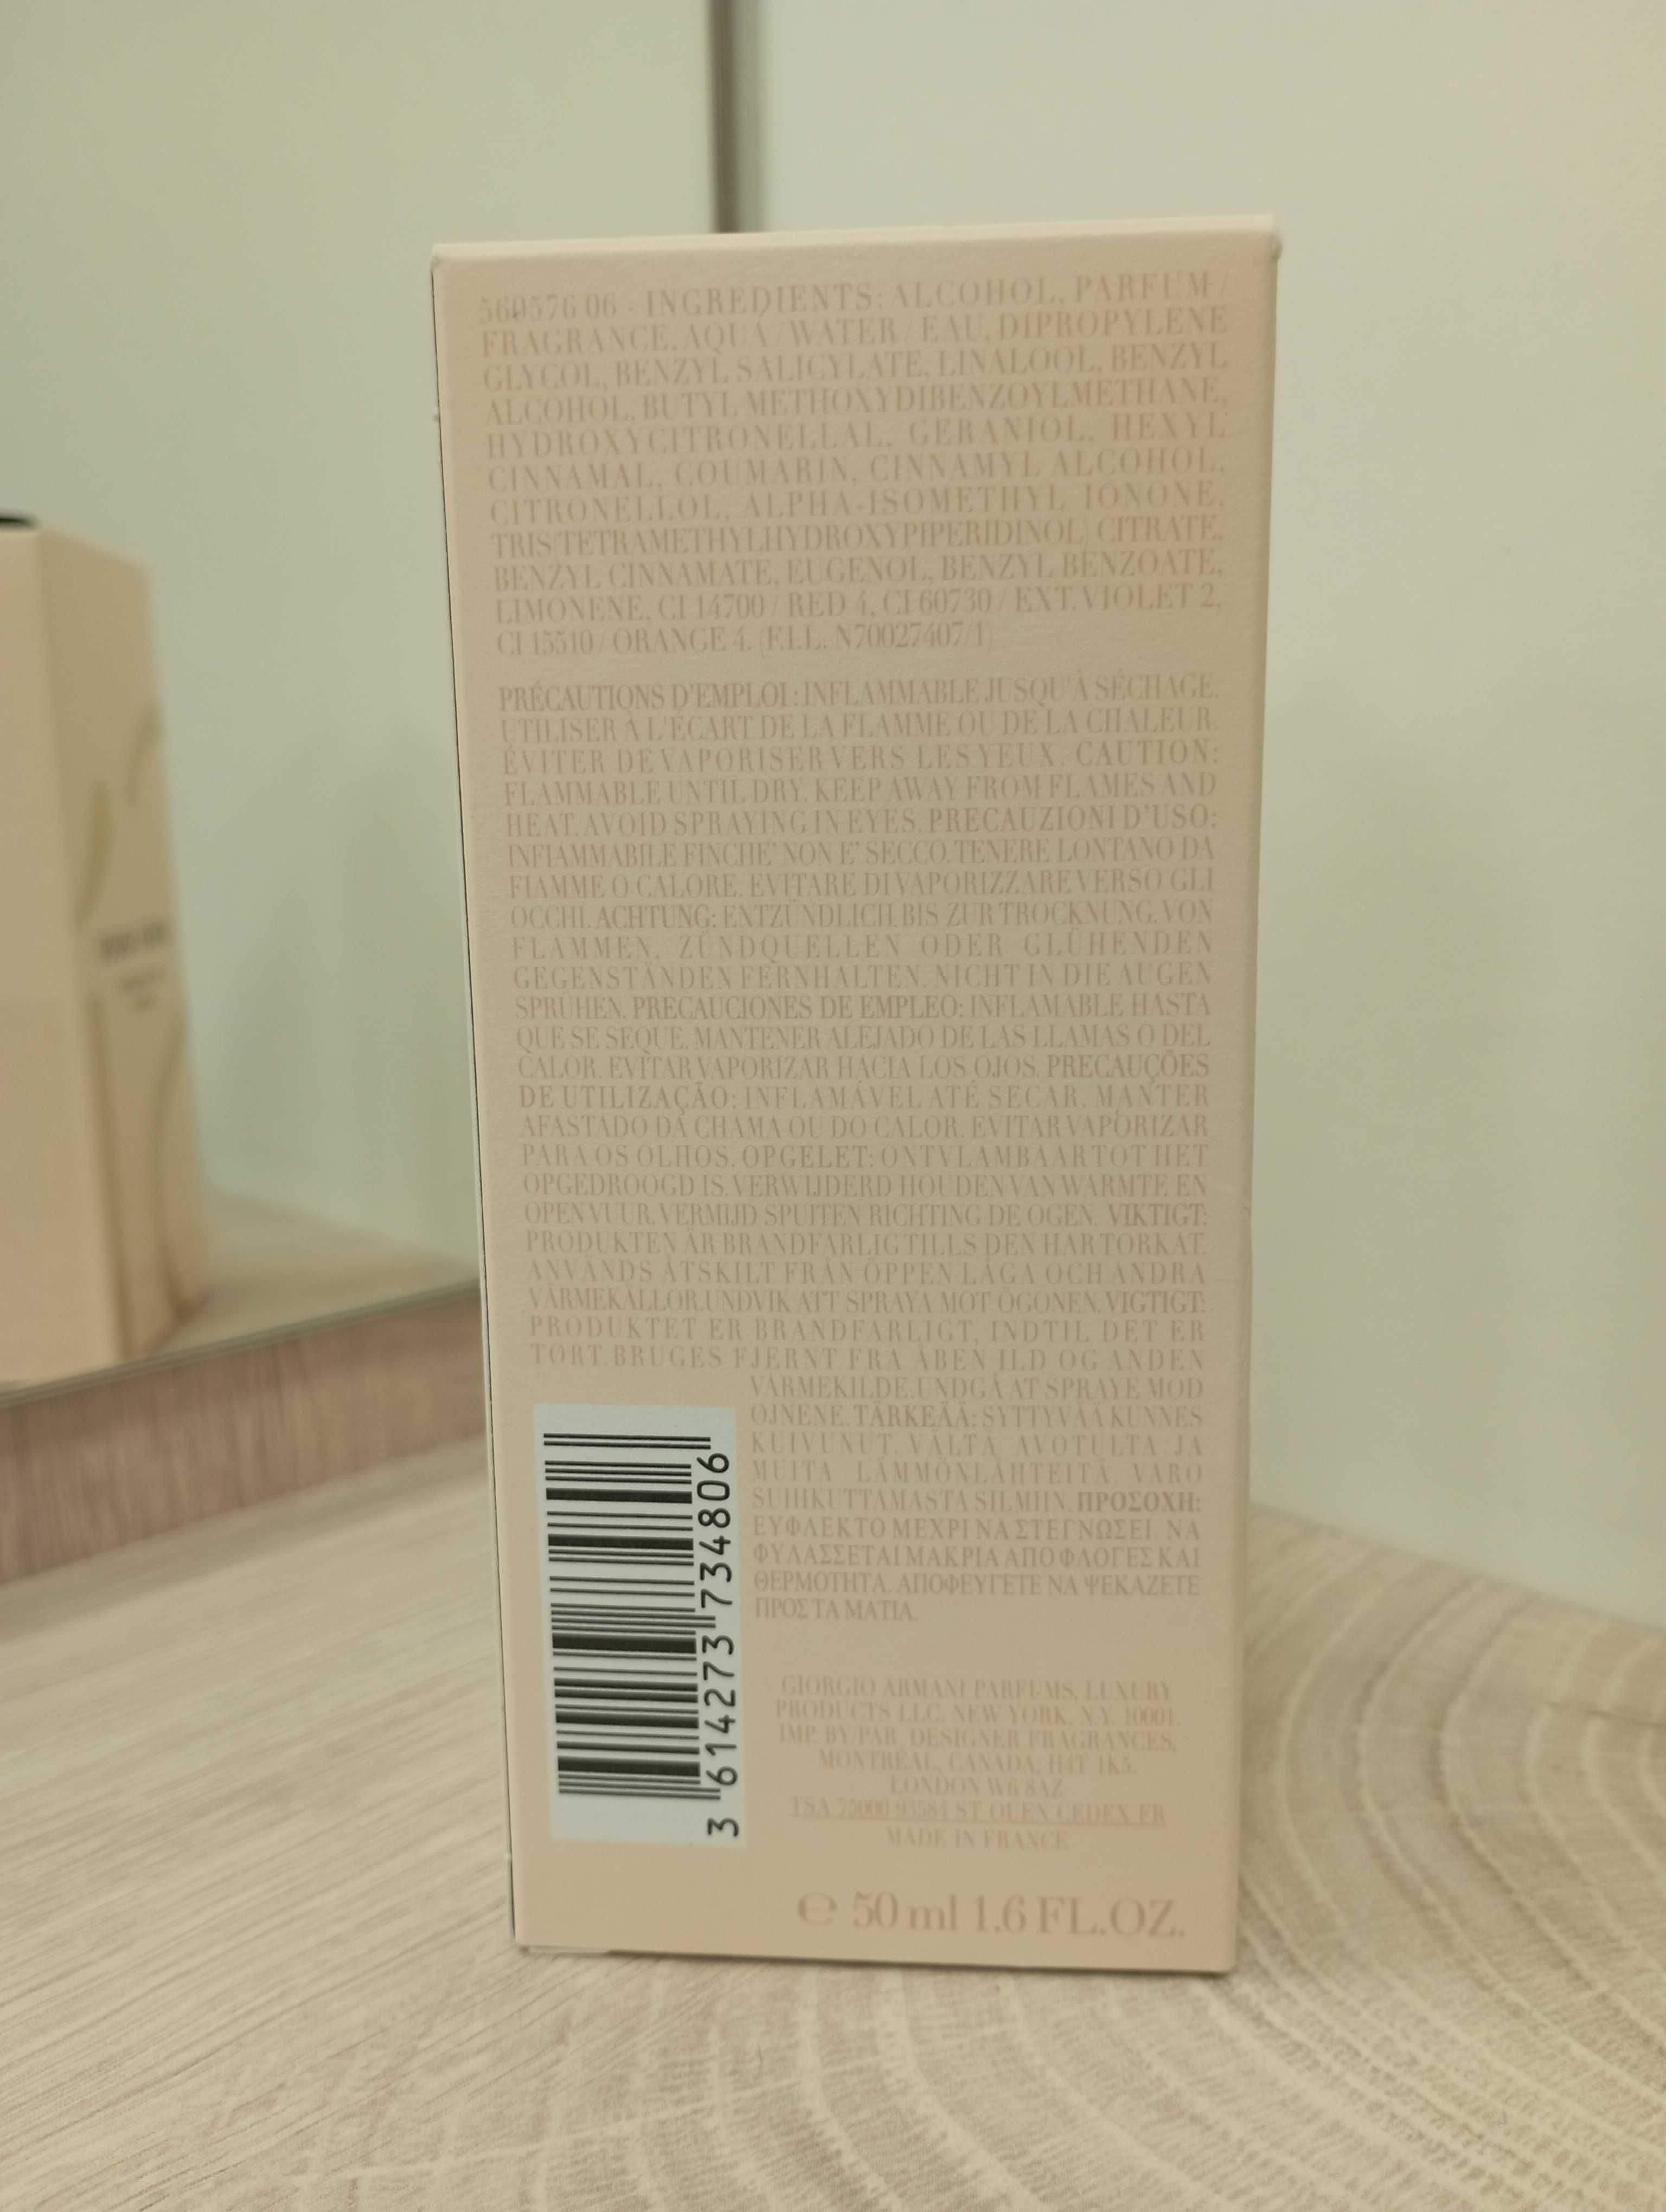 560576 06 - INGREDIENTS: ALCOHOL, PARFUM /
FRAGRANCE, AQUA / WATER / EAU, DIPROPYLENE
GLYCOL, BENZYL SALICYLATE, LINALOOL, BENZYL
ALCOHOL, BUTYL METHOXYDIBENZOYLMETHANE,
HYDROXYCITRONELLAL, GERANIOL, HEXYL
CINNAMAL, COUMARIN, CINNAMYL ALCOHOL,
CITRONELLOL, ALPHA-ISOMETHYL IONONE,
TRIS(TETRAMETHYLHYDROXYPIPERIDINOL) CITRATE,
BENZYL CINNAMATE, EUGENOL, BENZYL BENZOATE,
LIMONENE, CI 14700 / RED 4, CI 60730 / EXT. VIOLET 2,
CI 15510 / ORANGE 4. (F.I.L. N70027407/1)
PRÉCAUTIONS D'EMPLOI : INFLAMMABLE JUSQU'À SÉCHAGE.
UTILISER À L'ÉCART DE LA FLAMME OU DE LA CHALEUR.
ÉVITER DE VAPORISER VERS LES YEUX. CAUTION:
FLAMMABLE UNTIL DRY. KEEP AWAY FROM FLAMES AND
HEAT. AVOID SPRAYING IN EYES. PRECAUZIONI D'USO:
INFIAMMABILE FINCHE' NON E' SECCO. TENERE LONTANO DA
FIAMME O CALORE. EVITARE DI VAPORIZZARE VERSO GLI
OCCHI. ACHTUNG: ENTZÜNDLICH BIS ZUR TROCKNUNG. VON
FLAMMEN, ZÜNDQUELLEN ODER GLÜHENDEN
GEGENSTÄNDEN FERNHALTEN. NICHT IN DIE AUGEN
SPRÜHEN. PRECAUCIONES DE EMPLEO: INFLAMABLE HASTA
QUE SE SEQUE. MANTENER ALEJADO DE LAS LLAMAS O DEL
CALOR. EVITAR VAPORIZAR HACIA LOS OJOS. PRECAUÇÕES
DE UTILIZAÇÃO: INFLAMÁVEL ATÉ SECAR. MANTER
AFASTADO DA CHAMA OU DO CALOR. EVITAR VAPORIZAR
PARA OS OLHOS. OPGELET: ONTVLAMBAAR TOT HET
OPGEDROOGD IS. VERWIJDERD HOUDEN VAN WARMTE EN
OPEN VUUR. VERMIJD SPUITEN RICHTING DE OGEN. VIKTIGT:
PRODUKTEN ÄR BRANDFARLIG TILLS DEN HAR TORKAT.
ANVÄNDS ÅTSKILT FRÅN ÖPPEN LÅGA OCH ANDRA
VÄRMEKÄLLOR. UNDVIK ATT SPRAYA MOT ÖGONEN. VIGTIGT:
PRODUKTET ER BRANDFARLIGT, INDTIL DET ER
TØRT. BRUGES FJERNT FRA ÅBEN ILD OG ANDEN
VARMEKILDE. UNDGÅ AT SPRAYE MOD
ØJNENE. TÄRKEÄÄ: SYTTYVÄÄ KUNNES
KUIVUNUT. VÄLTÄ AVOTULTA JA
MUITA LÄMMÖNLÄHTEITÄ. VARO
SUIHKUTTAMASTA SILMIIN. ΠΡΟΣΟΧΗ:
ΕΥΦΛΕΚΤΟ ΜΕΧΡΙ ΝΑ ΣΤΕΓΝΩΣΕΙ. ΝΑ
ΦΥΛΑΣΣΕΤΑΙ ΜΑΚΡΙΑ ΑΠΟ ΦΛΟΓΕΣ ΚΑΙ
ΘΕΡΜΟΤΗΤΑ. ΑΠΟΦΕΥΓΕΤΕ ΝΑ ΨΕΚΑΖΕΤΕ
ΠΡΟΣ ΤΑ ΜΑΤΙΑ.
3 614273 734806
GIORGIO ARMANI PARFUMS, LUXURY
PRODUCTS LLC, NEW YORK, N.Y. 10001.
IMP. BY/PAR DESIGNER FRAGRANCES,
MONTREAL, CANADA, H4T 1K5.
LONDON W6 8AZ
TSA 75000 93584 ST OUEN CEDEX FR
MADE IN FRANCE
℮ 50 ml 1.6 FL.OZ.